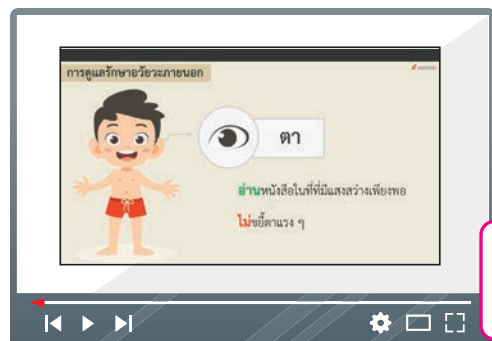 การดูแลรักษาอวัยวะภายนอก
ตา
อ่านหนังสือในที่ที่มีแสงสว่างเพียงพอ
ไม่ขยี้ตาแรง ๆ